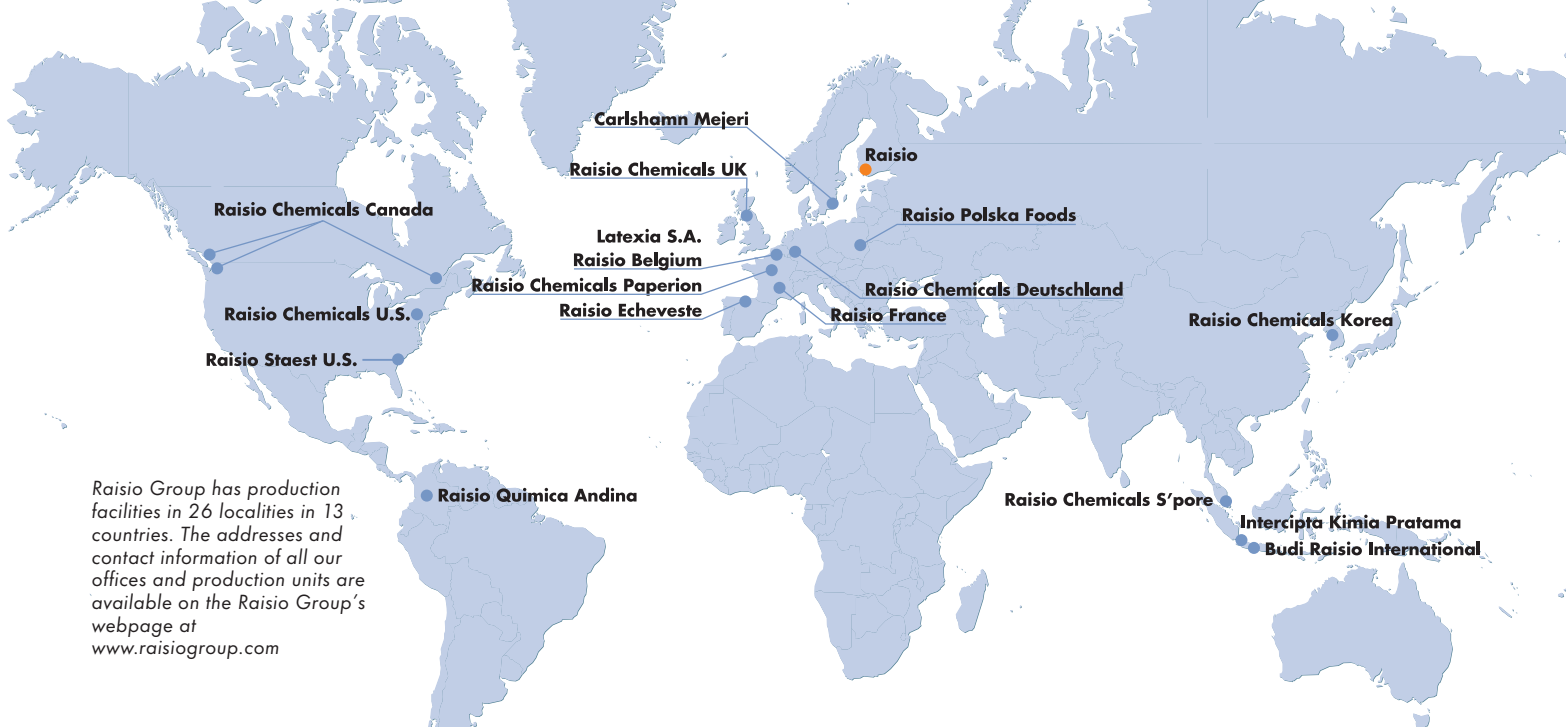 Carlshamn Mejeri
Raisio
Raisio Chemicals UK
Raisio Chemicals Canada
Raisio Polska Foods
Latexia S.A.
Raisio Belgium
Raisio Chemicals Paperion
Raisio Chemicals Deutschland
Raisio Echeveste
Raisio France
Raisio Chemicals U.S.
Raisio Chemicals Korea
Raisio Staest U.S.
Raisio Group has production
facilities in 26 localities in 13
countries. The addresses and
contact information of all our
offices and production units are
available on the Raisio Group's
webpage at
www.raisiogroup.com
Raisio Quimica Andina
Raisio Chemicals S'pore
Intercipta Kimia Pratama
Budi Raisio International